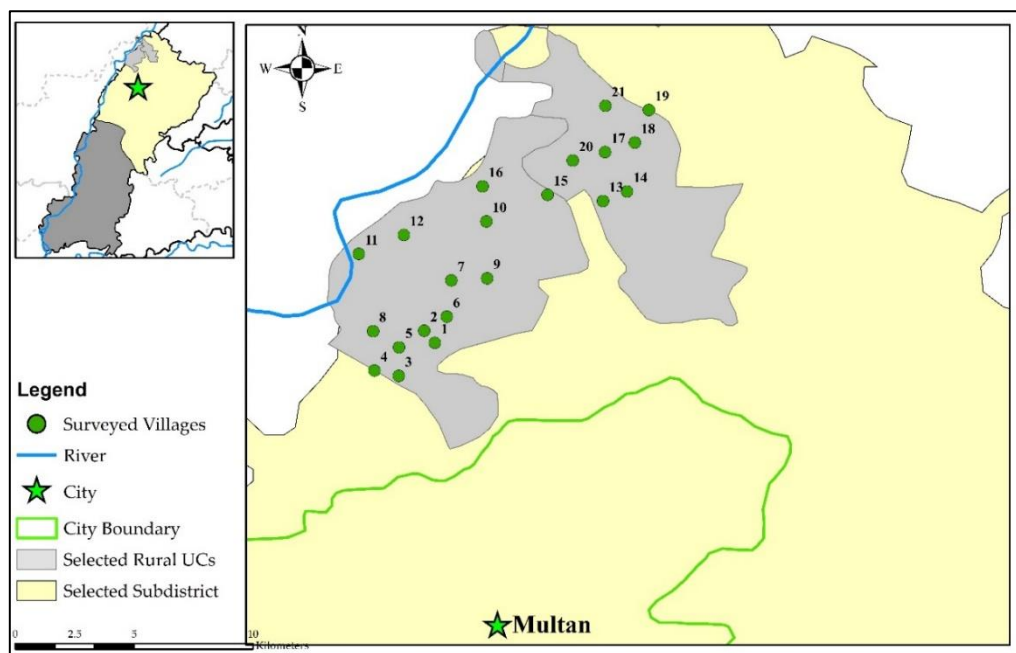 N
W E
S
21
19
18
17
20
16
15
14
13
10
12
11
9
7
6
8
2
1
5
4
3
Legend
Surveyed Villages
River
City
City Boundary
Selected Rural UCs
Selected Subdistrict
0 2.5 5 10
Kilometers
Multan